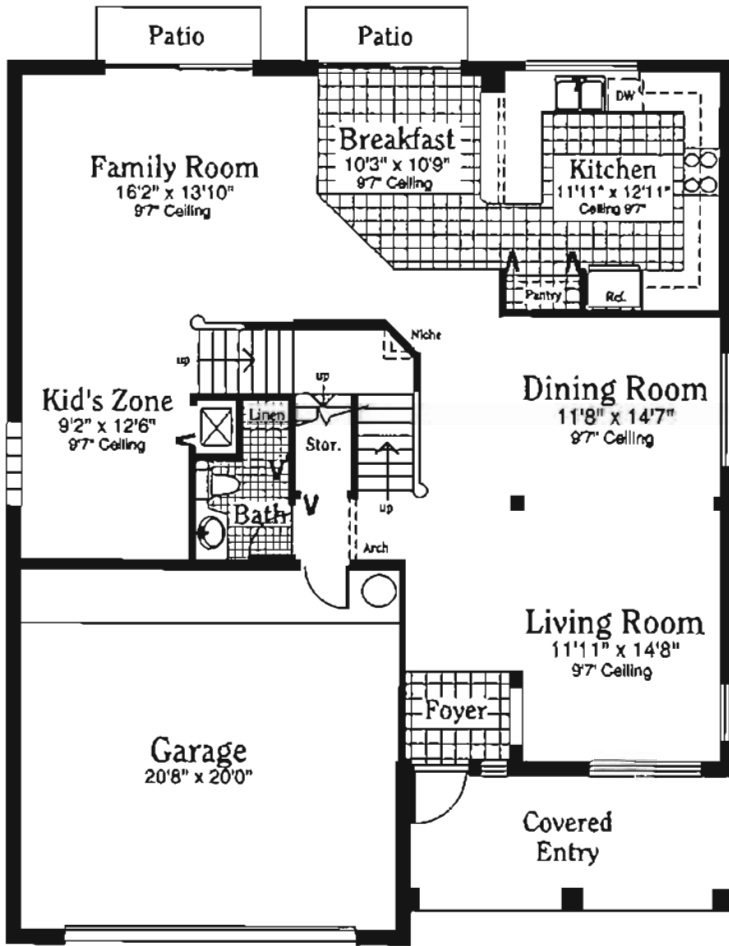 Patio
Patio
Family Room
16'2" x 13'10"
9'7" Ceiling
Breakfast
10'3" x 10'9"
9'7" Ceiling
DW
Kitchen
11'11" x 12'11"
Ceiling 9'7"
Pantry
Ref.
Niche
up
Kid's Zone
9'2" x 12'6"
9'7" Ceiling
up
Linen
Stor.
Dining Room
11'8" x 14'7"
9'7" Ceiling
up
Bath
Arch
Living Room
11'11" x 14'8"
9'7' Ceiling
Foyer
Garage
20'8" x 20'0"
Covered
Entry